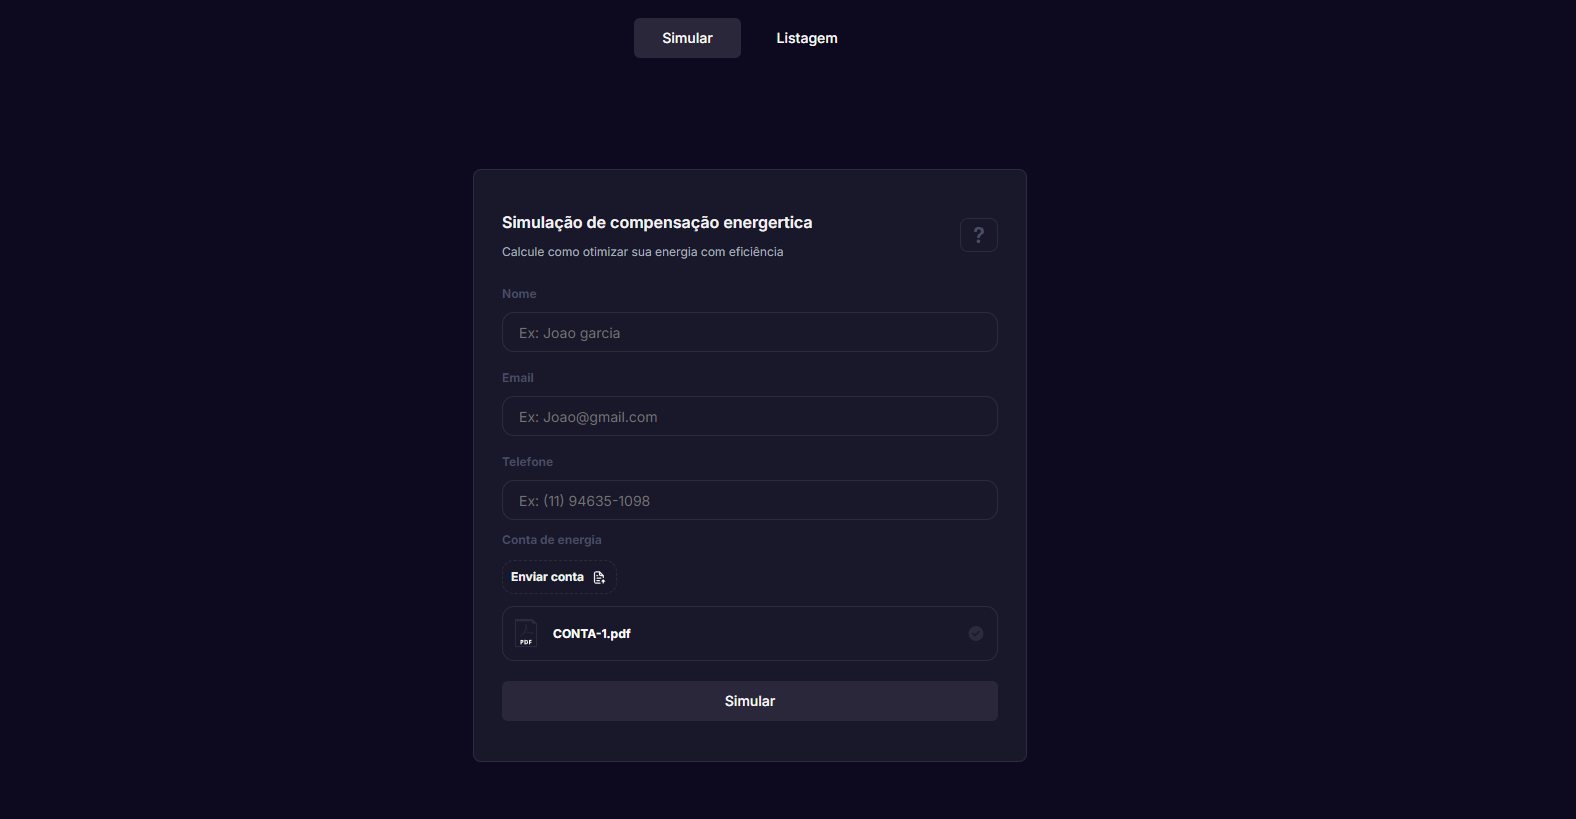 Simular Listagem
Simulação de compensação energertica
?
Calcule como otimizar sua energia com eficiência
Nome
Ex: Joao garcia
Email
Ex: Joao@gmail.com
Telefone
Ex: (11) 94635-1098
Conta de energia
Enviar conta
PDF CONTA-1.pdf
Simular